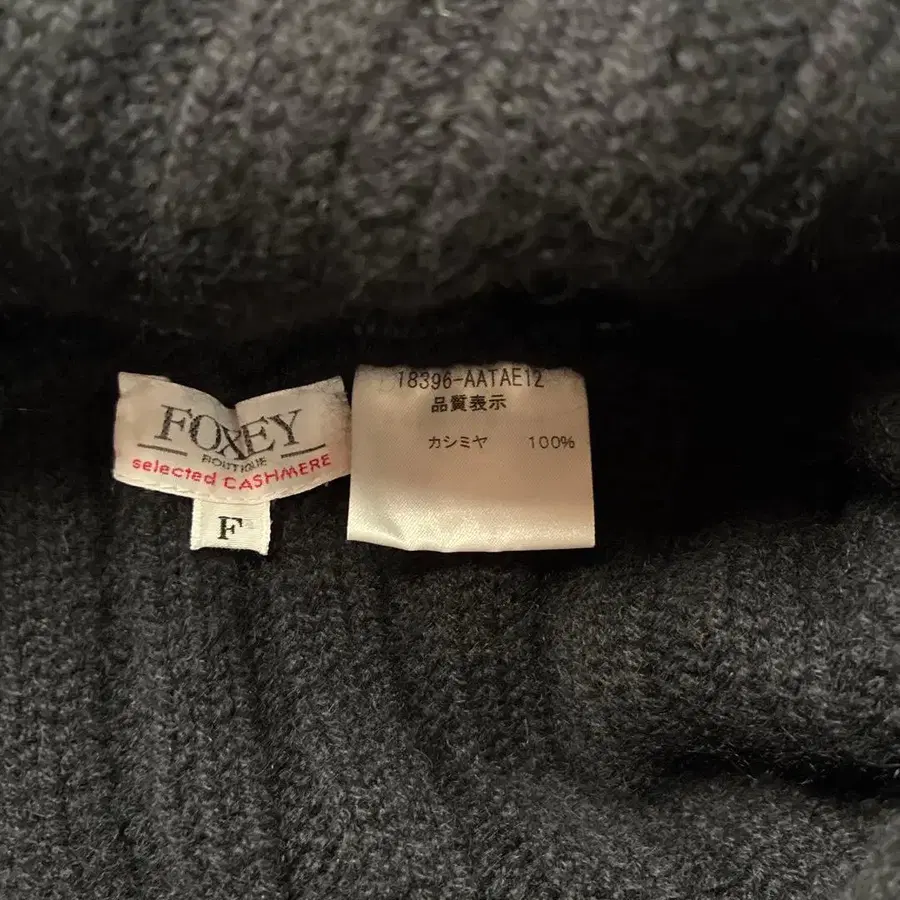 FOXEY
BOUTIQUE
selected CASHMERE
F
18396-AATAE12
品質表示
カシミヤ 100%